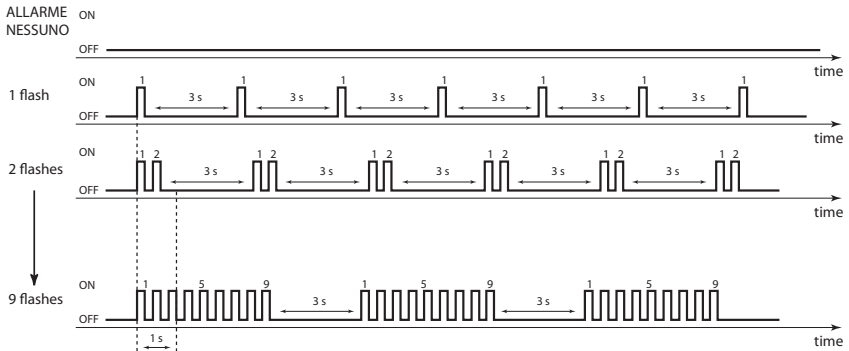 ALLARME
NESSUNO
ON
OFF
time
1 flash
ON
OFF
1 1 1 1 1 1 1
3 s 3 s 3 s 3 s 3 s 3 s
time
2 flashes
ON
OFF
1 2 1 2 1 2 1 2 1 2 1 2
3 s 3 s 3 s 3 s 3 s
time
9 flashes
ON
OFF
1 5 9 1 5 9 1 5 9
3 s 3 s
time
1 s